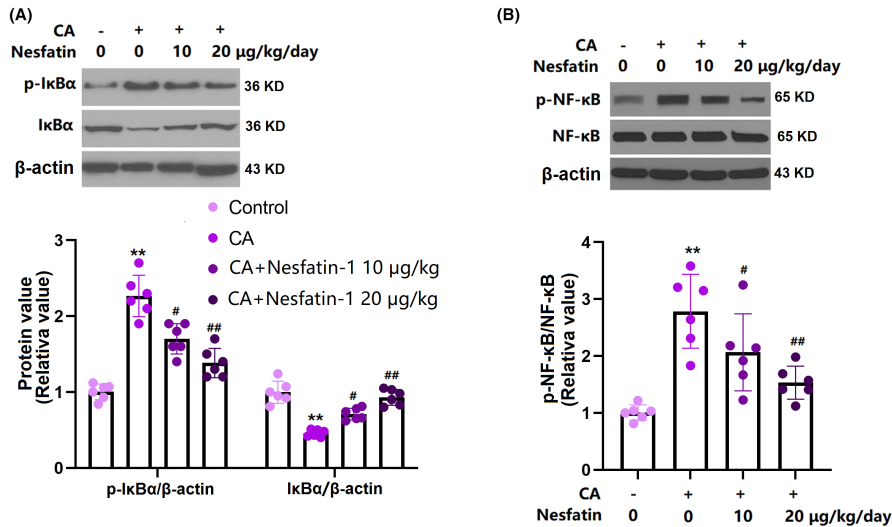 (A)
CA - + + +
Nesfatin 0 0 10 20 μg/kg/day
p-IκBα 36 KD
IκBα 36 KD
β-actin 43 KD
Control
CA
CA+Nesfatin-1 10 μg/kg
CA+Nesfatin-1 20 μg/kg
Protein value
(Relativa value)
3
2
1
0
**
#
##
**
#
##
p-IκBα/β-actin IκBα/β-actin
(B)
CA - + + +
Nesfatin 0 0 10 20 μg/kg/day
p-NF-κB 65 KD
NF-κB 65 KD
β-actin 43 KD
p-NF-κB/NF-κB
(Relativa value)
4
3
2
1
0
**
#
##
CA - + + +
Nesfatin 0 0 10 20 μg/kg/day